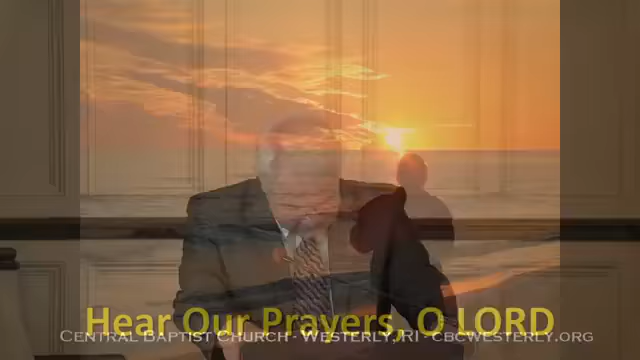 Hear Our Prayers, O LORD
Central Baptist Church - Westerly, RI - cbcwesterly.org